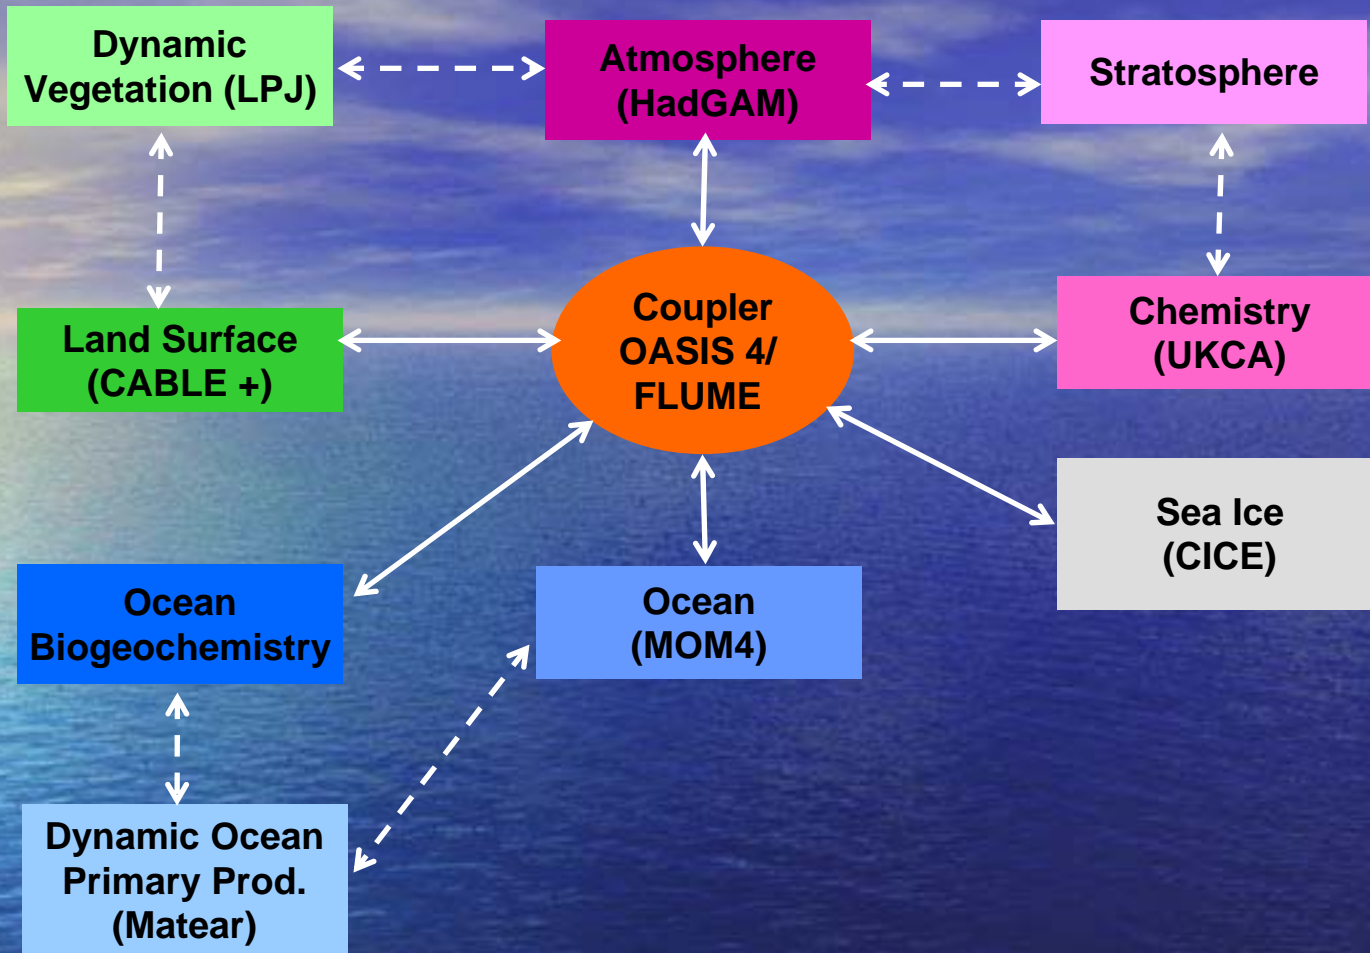 Dynamic
Vegetation (LPJ)
Atmosphere
(HadGAM)
Stratosphere
Land Surface
(CABLE +)
Coupler
OASIS 4/
FLUME
Chemistry
(UKCA)
Sea Ice
(CICE)
Ocean
Biogeochemistry
Ocean
(MOM4)
Dynamic Ocean
Primary Prod.
(Matear)